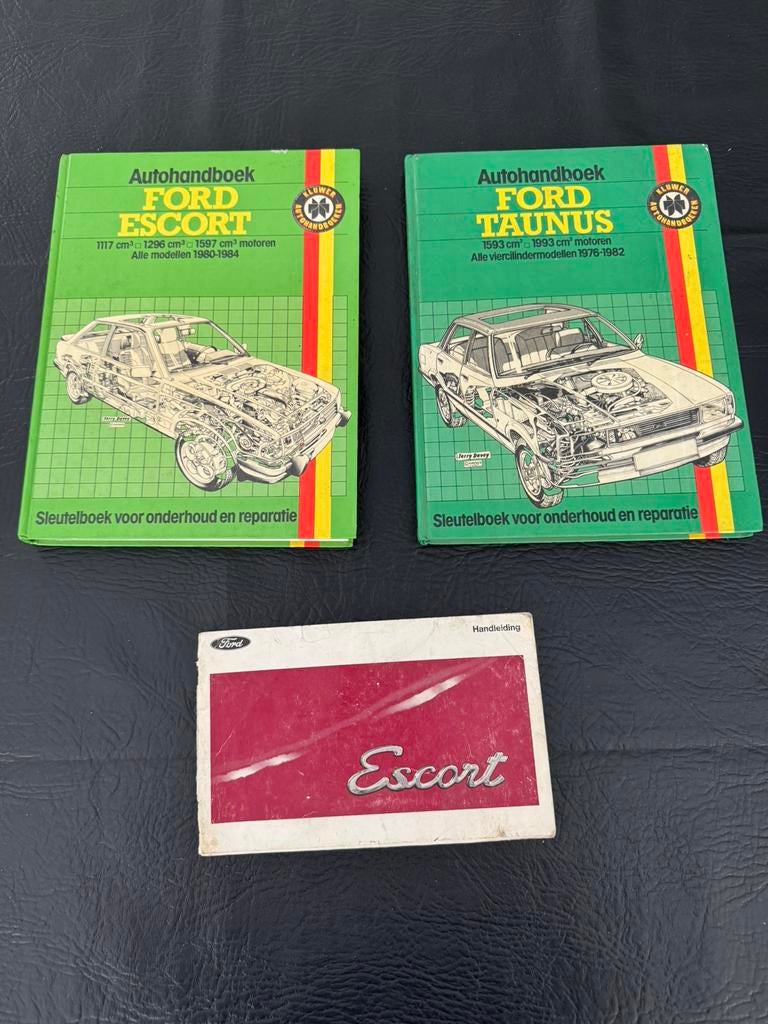 Autohandboek
FORD
ESCORT
1117 cm³ □ 1296 cm³ □ 1597 cm³ motoren
Alle modellen 1980-1984
KLUWER
AUTOHANDBOEKEN
Terry Davey
Sleutelboek voor onderhoud en reparatie
Autohandboek
FORD
TAUNUS
1593 cm³ □ 1993 cm³ motoren
Alle viercilindermodellen 1976-1982
KLUWER
AUTOHANDBOEKEN
Terry Davey
Sleutelboek voor onderhoud en reparatie
Ford
Handleiding
Escort